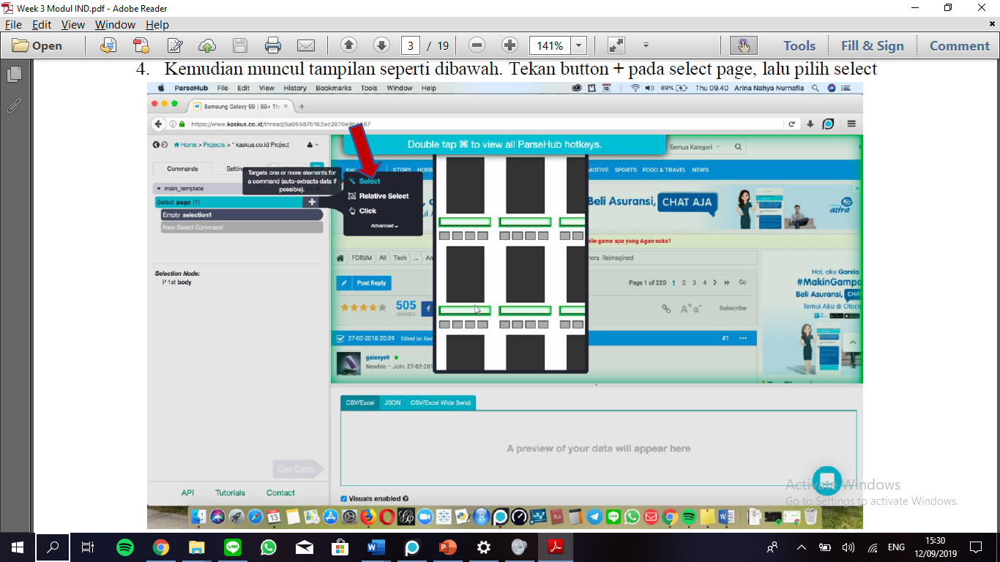 Week 3 Modul IND.pdf - Adobe Reader
File Edit View Window Help
Open 3 / 19 141% Tools Fill & Sign Comment
4. Kemudian muncul tampilan seperti dibawah. Tekan button + pada select page, lalu pilih select
ParseHub File Edit View History Bookmarks Tools Window Help 89% Thu 09.40 Arina Nahya Nurnafia
Samsung Galaxy S9 | S9+ Th
https://www.kaskus.co.id/thread/
Home > Projects > * kaskus.co.id Project
Double tap ⌘ to view all ParseHub hotkeys.
Semua Kategori
Commands
STORY
SPORTS FOOD & TRAVEL NEWS
Targets one or more elements for
a command (auto-extracts data if
possible).
Select
Relative Select
Click
Advanced
main_template
Select page (1) +
Empty selection1
New Select Command
Beli Asuransi, CHAT AJA
astra
game apa yang Agan suka?
FORUM All Tech ...
Reimagined
Selection Node:
1st body
Post Reply
Page 1 of 220 1 2 3 4 > Go
505
SHARES
A+ a-
Subscribe
Hai, aku Garxia
#MakinGampa
Beli Asuransi, CHA
Temui Aku di Otoco
27-02-2018 20:09 Edited by: Kas
#1 •••
galaxys9
Newbie - Join: 27-02-201
CSV/Excel JSON CSV/Excel Wide (beta)
A preview of your data will appear here
Get Data
API Tutorials Contact
Visuals enabled
Activate Windows
Go to Settings to activate Windows.
ENG
15:30
12/09/2019